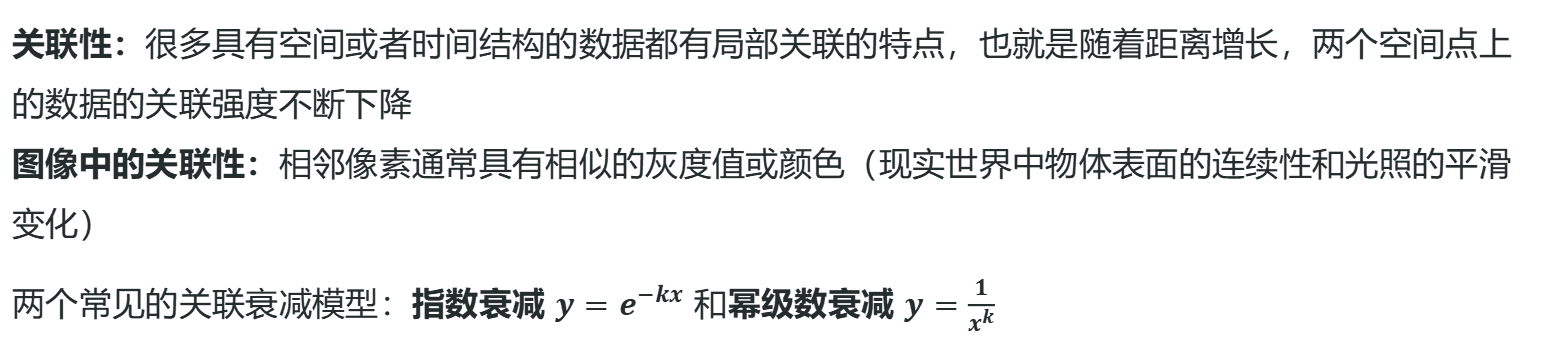 关联性：很多具有空间或者时间结构的数据都有局部关联的特点，也就是随着距离增长，两个空间点上
的数据的关联强度不断下降
图像中的关联性：相邻像素通常具有相似的灰度值或颜色（现实世界中物体表面的连续性和光照的平滑
变化）
两个常见的关联衰减模型：指数衰减 $y = e^{-kx}$ 和幂级数衰减 $y = \frac{1}{x^k}$